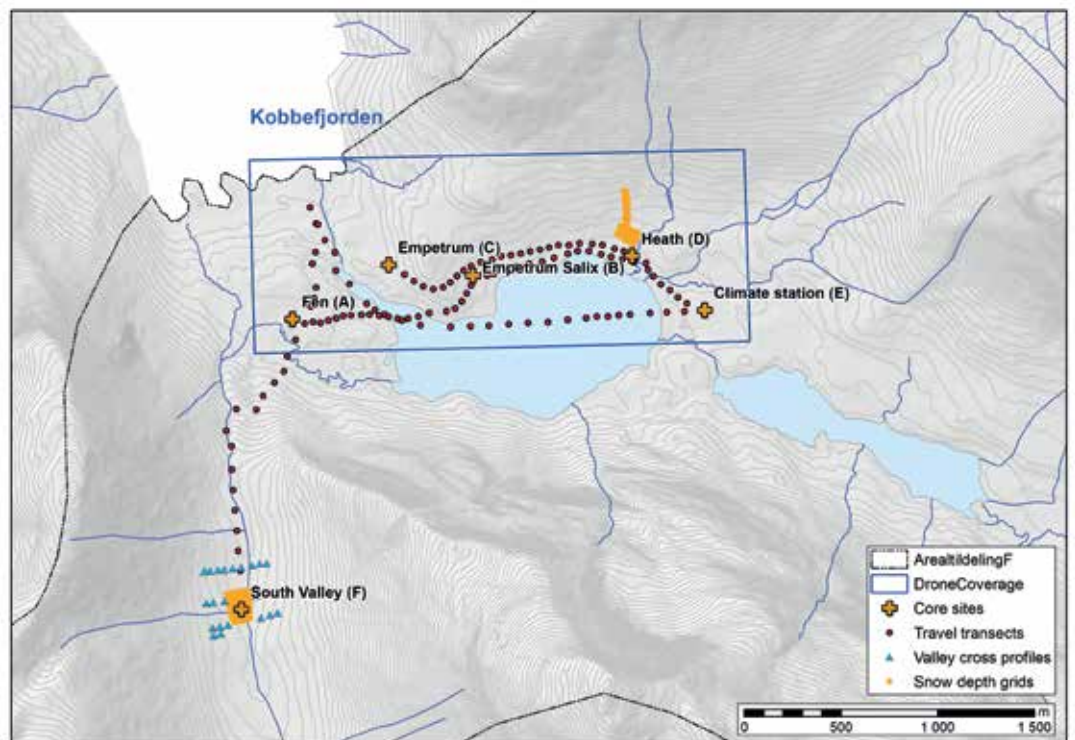 Kobbefjorden
Heath (D)
Empetrum (C)
Empetrum Salix (B)
Climate station (E)
Fen (A)
South Valley (F)
ArealtildelingF
DroneCoverage
Core sites
Travel transects
Valley cross profiles
Snow depth grids
m
0 500 1 000 1 500